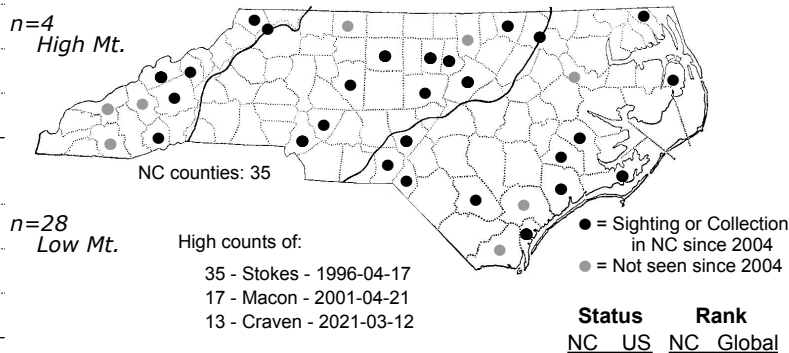 n=4
High Mt.
NC counties: 35
n=28
Low Mt.
High counts of:
35 - Stokes - 1996-04-17
17 - Macon - 2001-04-21
13 - Craven - 2021-03-12
= Sighting or Collection
in NC since 2004
= Not seen since 2004
Status Rank
NC US NC Global